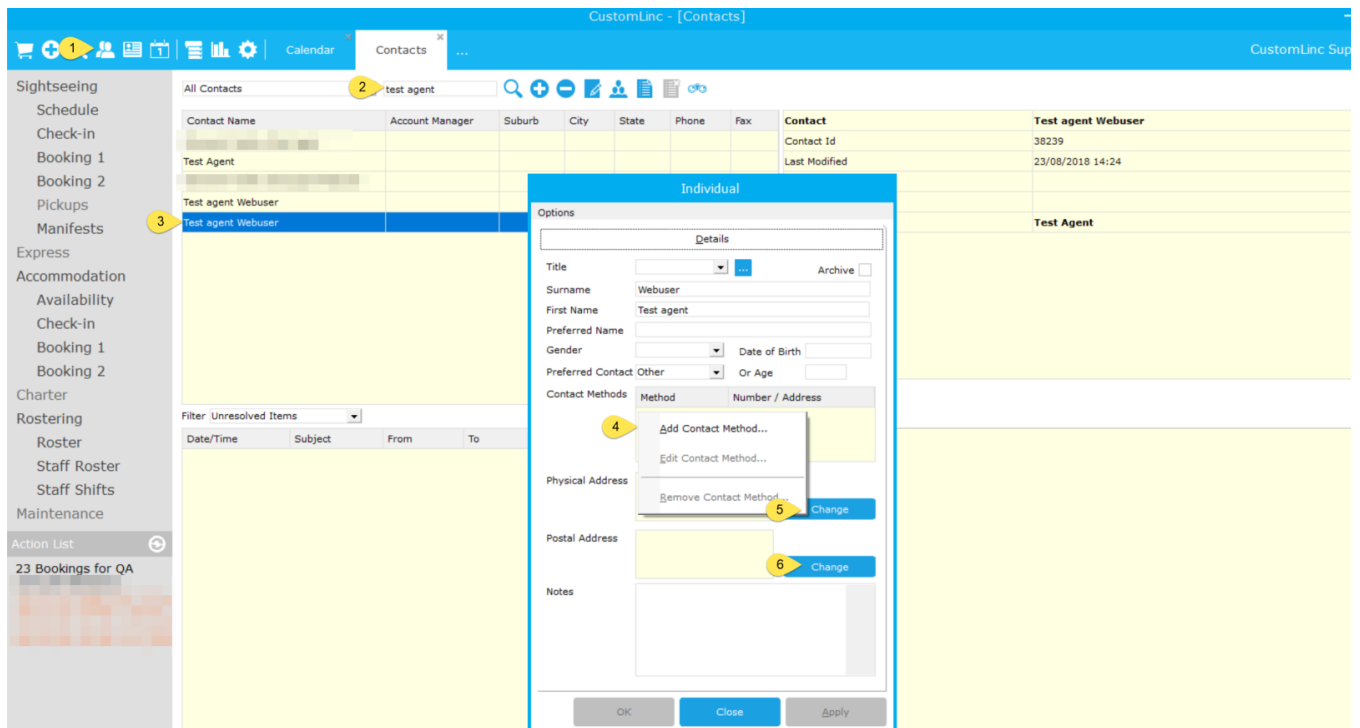 CustomLinc - [Contacts]
1
1
Calendar
Contacts
...
CustomLinc Sup
Sightseeing
Schedule
Check-in
Booking 1
Booking 2
Pickups
Manifests
Express
Accommodation
Availability
Check-in
Booking 1
Booking 2
Charter
Rostering
Roster
Staff Roster
Staff Shifts
Maintenance
Action List
23 Bookings for QA
All Contacts
2
test agent
Contact Name Account Manager Suburb City State Phone Fax
Test Agent
Test agent Webuser
3
Test agent Webuser
Contact Test agent Webuser
Contact Id 38239
Last Modified 23/08/2018 14:24
Test Agent
Filter Unresolved Items
Date/Time Subject From To
Individual
Options
Details
Title ... Archive
Surname Webuser
First Name Test agent
Preferred Name
Gender Date of Birth
Preferred Contact Other Or Age
Contact Methods Method Number / Address
4
Add Contact Method...
Edit Contact Method...
Remove Contact Method...
Physical Address
5
Change
Postal Address
6
Change
Notes
OK Close Apply